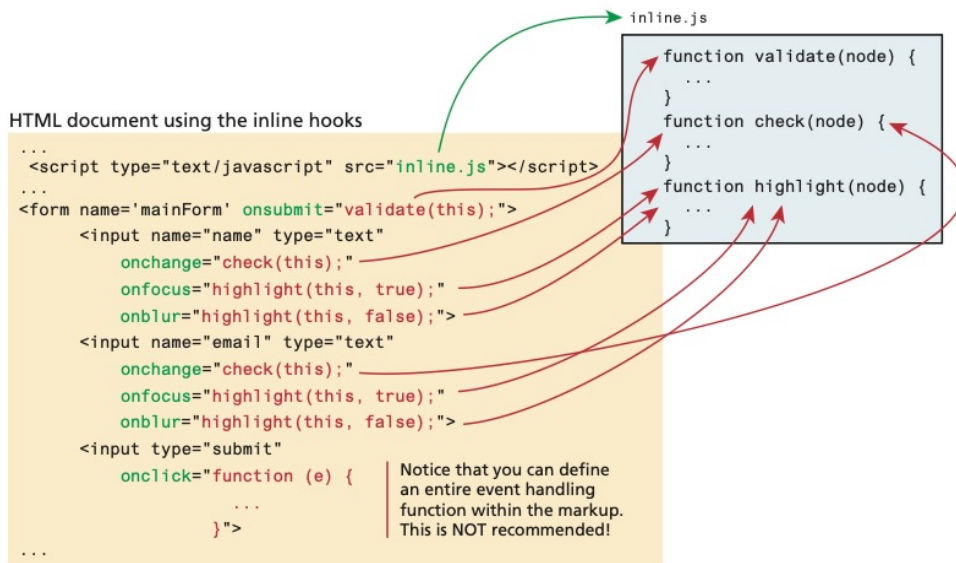 inline.js
function validate(node) {
...
}
function check(node) {
...
}
function highlight(node) {
...
}
HTML document using the inline hooks
...
<script type="text/javascript" src="inline.js"></script>
...
<form name='mainForm' onsubmit="validate(this);">
<input name="name" type="text"
onchange="check(this);"
onfocus="highlight(this, true);"
onblur="highlight(this, false);">
<input name="email" type="text"
onchange="check(this);"
onfocus="highlight(this, true);"
onblur="highlight(this, false);">
<input type="submit"
onclick="function (e) {
...
}">
...
Notice that you can define
an entire event handling
function within the markup.
This is NOT recommended!